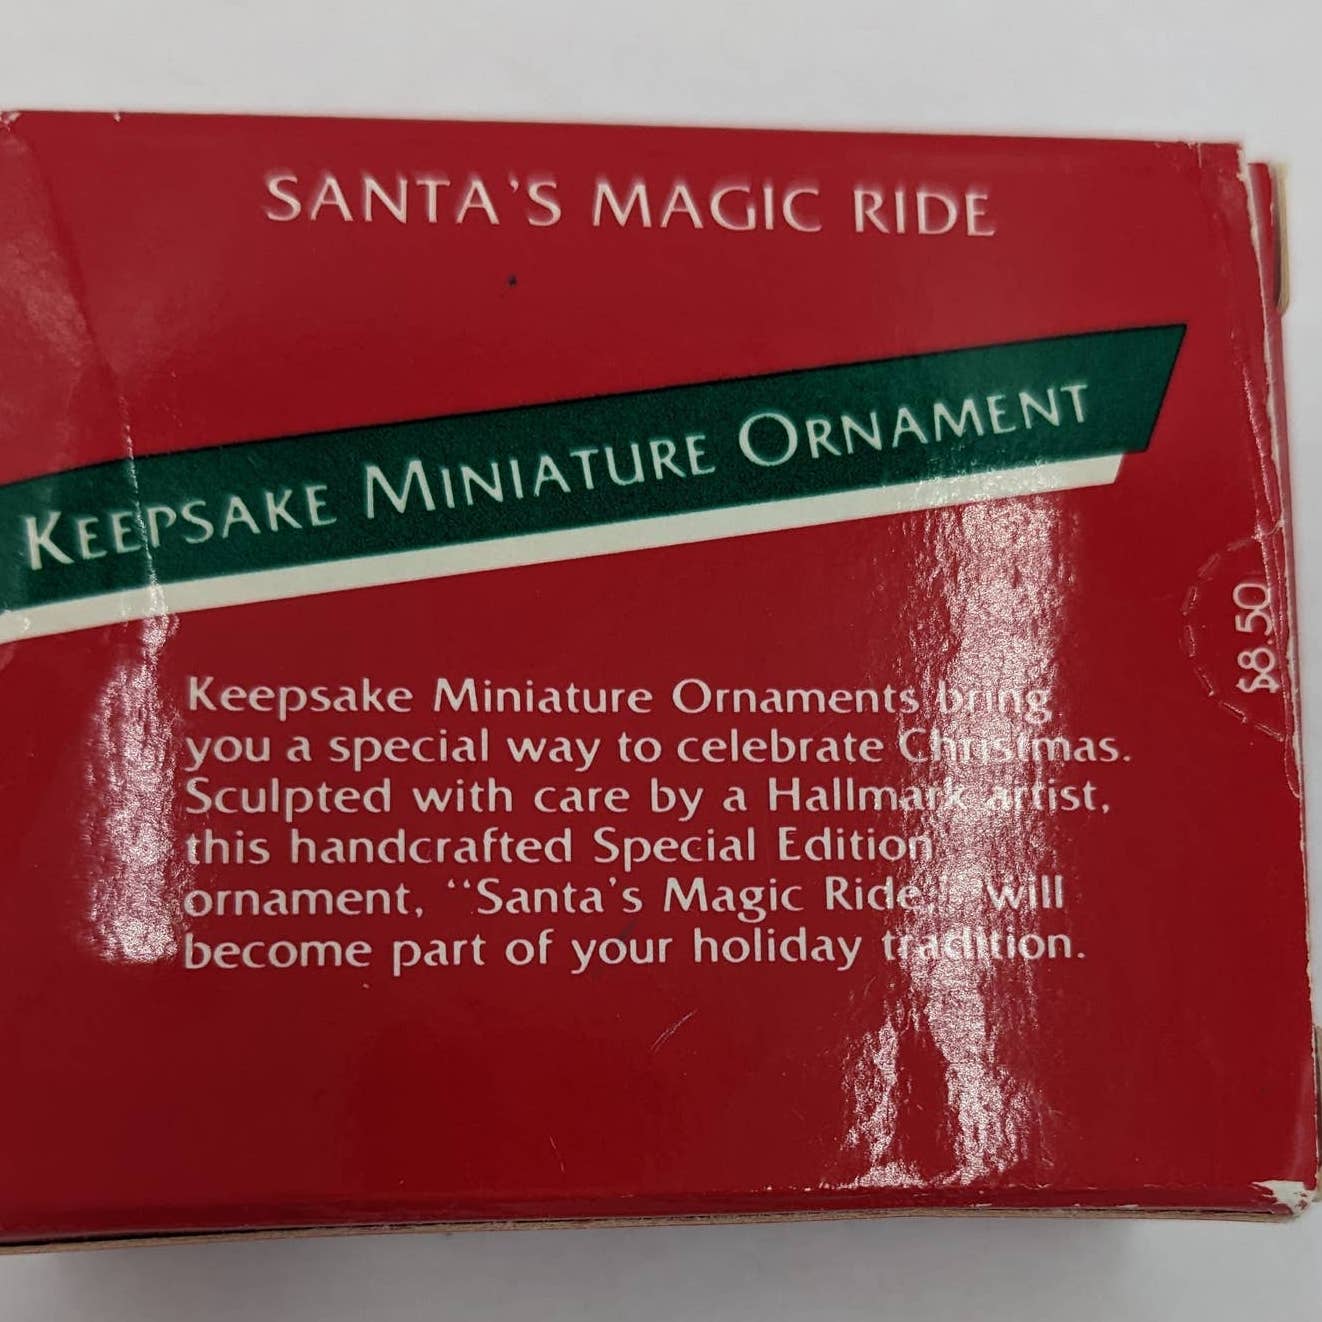 SANTA'S MAGIC RIDE
KEEPSAKE MINIATURE ORNAMENT
$8.50
Keepsake Miniature Ornaments bring
you a special way to celebrate Christmas.
Sculpted with care by a Hallmark artist,
this handcrafted Special Edition
ornament, “Santa's Magic Ride,” will
become part of your holiday tradition.